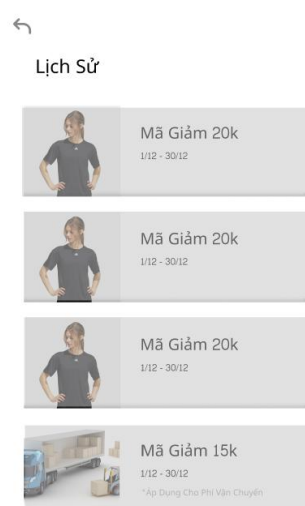 Lịch Sử
Mã Giảm 20k
1/12 - 30/12
Mã Giảm 20k
1/12 - 30/12
Mã Giảm 20k
1/12 - 30/12
Mã Giảm 15k
1/12 - 30/12
*Áp Dụng Cho Phí Vận Chuyển